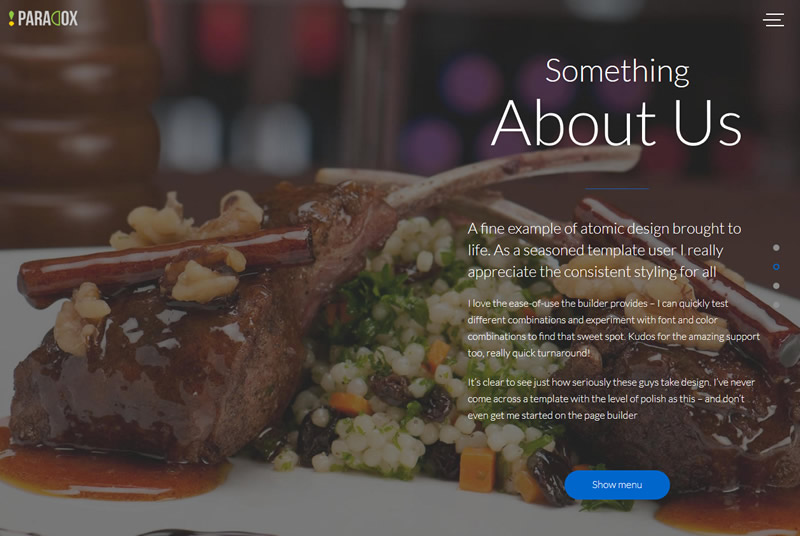 PARADOX
Something
About Us
A fine example of atomic design brought to
life. As a seasoned template user I really
appreciate the consistent styling for all
I love the ease-of-use the builder provides – I can quickly test
different combinations and experiment with font and color
combinations to find that sweet spot. Kudos for the amazing support
too, really quick turnaround!
It's clear to see just how seriously these guys take design. I've never
come across a template with the level of polish as this – and don't
even get me started on the page builder
Show menu